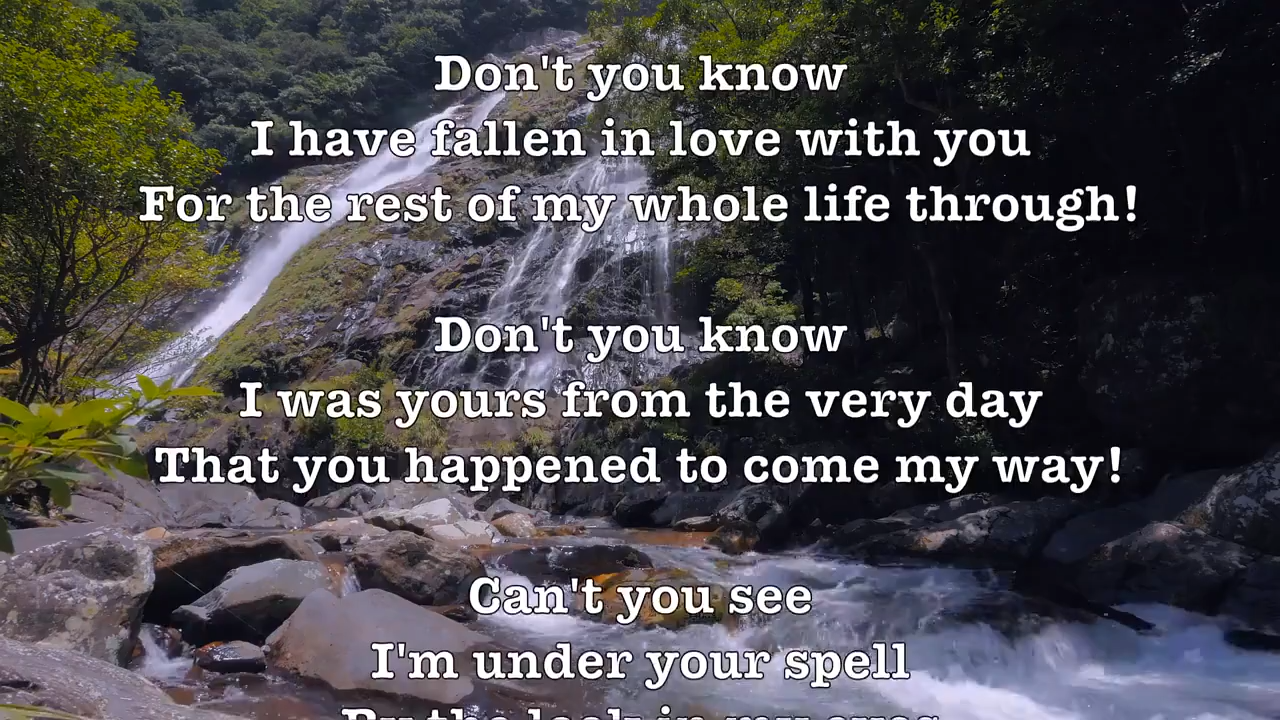 Don't you know
I have fallen in love with you
For the rest of my whole life through!
Don't you know
I was yours from the very day
That you happened to come my way!
Can't you see
I'm under your spell
By the look in my eyes